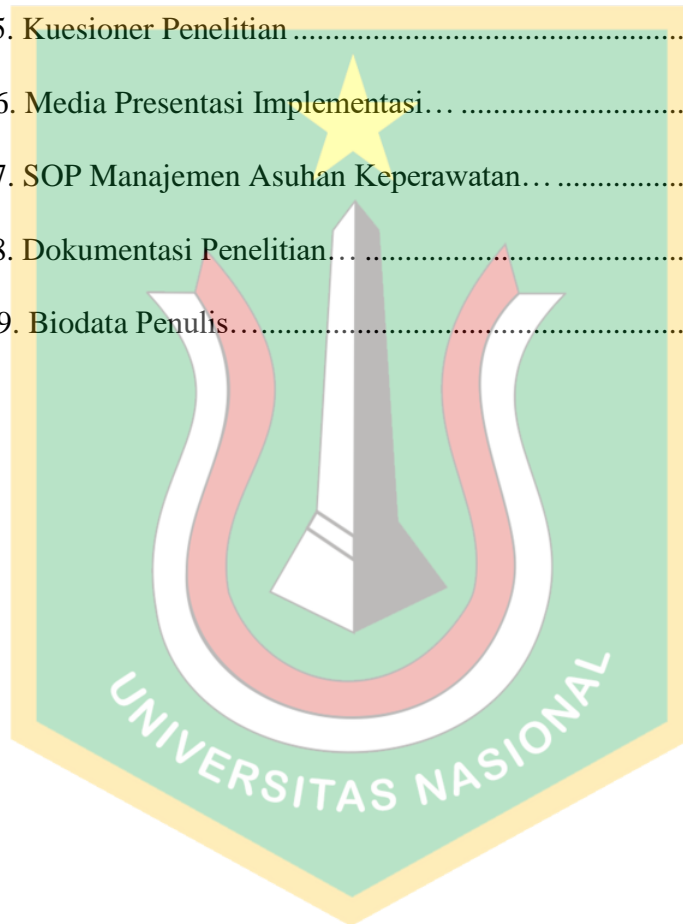 5. Kuesioner Penelitian ..................................................
6. Media Presentasi Implementasi… .............................
7. SOP Manajemen Asuhan Keperawatan… .................
8. Dokumentasi Penelitian… .........................................
9. Biodata Penulis…......................................................
UNIVERSITAS NASIONAL